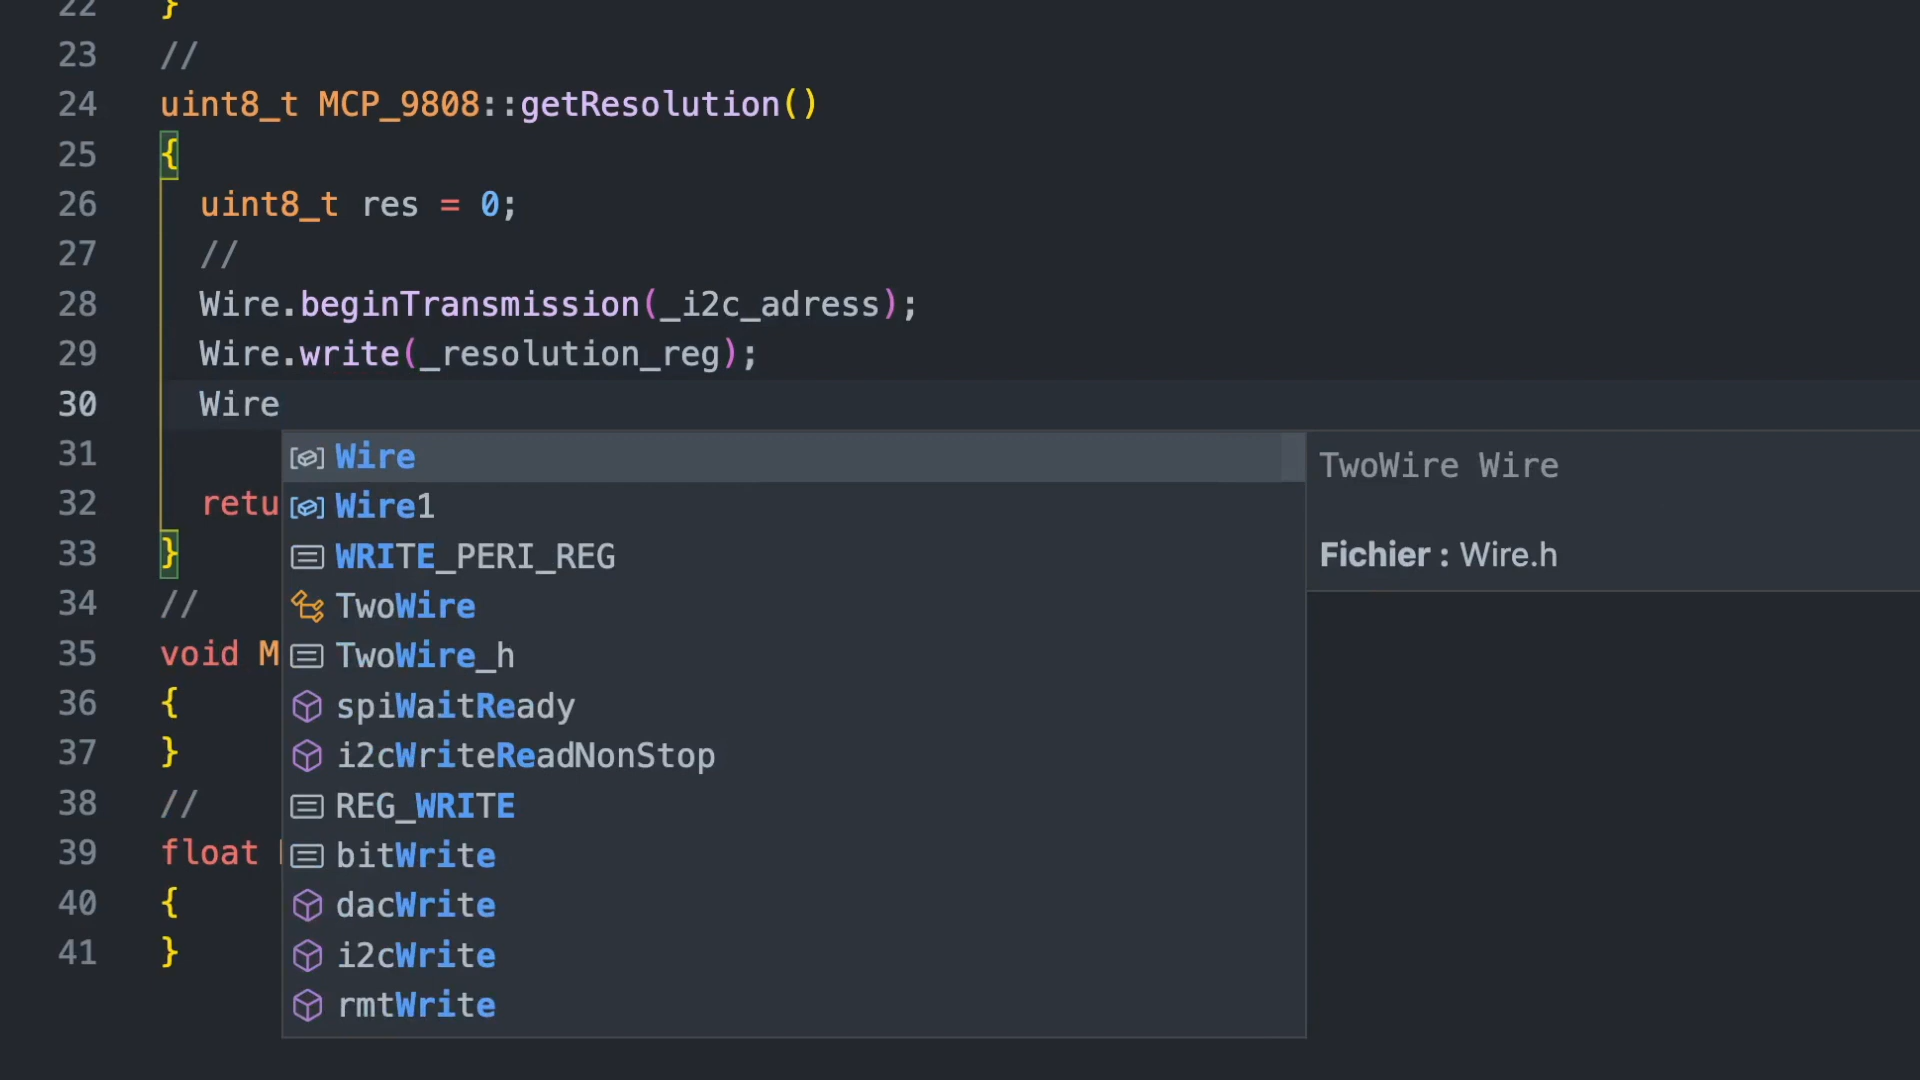 22 }
23 //
24 uint8_t MCP_9808::getResolution()
25 {
26 uint8_t res = 0;
27 //
28 Wire.beginTransmission(_i2c_adress);
29 Wire.write(_resolution_reg);
30 Wire
31 Wire TwoWire Wire
32 retu Wire1
33 } WRITE_PERI_REG Fichier : Wire.h
34 // TwoWire
35 void M TwoWire_h
36 { spiWaitReady
37 } i2cWriteReadNonStop
38 // REG_WRITE
39 float bitWrite
40 { dacWrite
41 } i2cWrite
rmtWrite